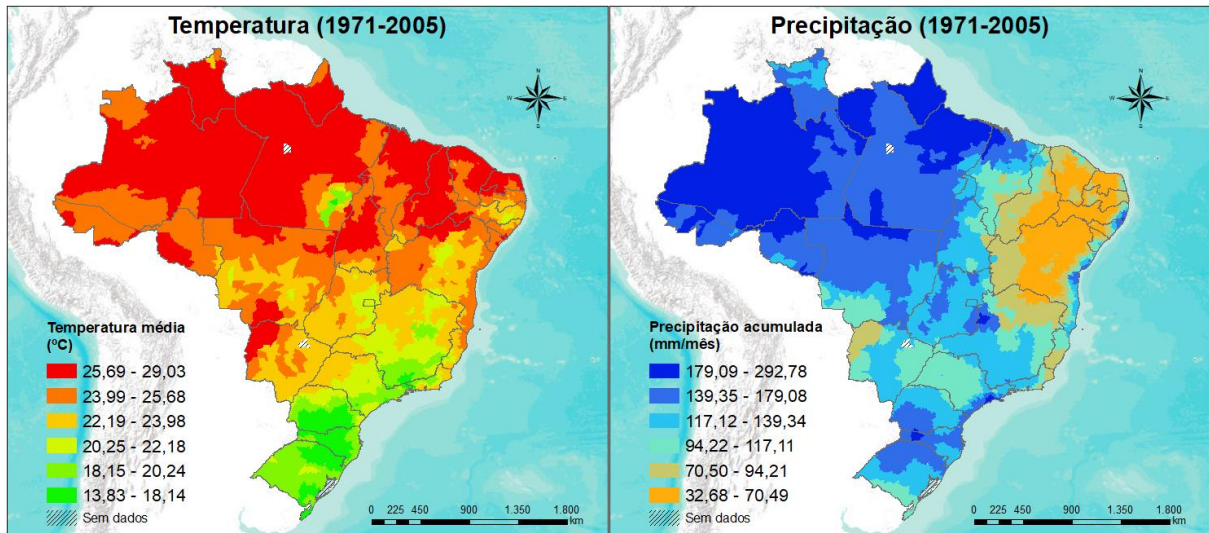 Temperatura (1971-2005)
N
W E
S
Temperatura média
(ºC)
25,69 - 29,03
23,99 - 25,68
22,19 - 23,98
20,25 - 22,18
18,15 - 20,24
13,83 - 18,14
Sem dados
0 225 450 900 1.350 1.800
km
Precipitação (1971-2005)
N
W E
S
Precipitação acumulada
(mm/mês)
179,09 - 292,78
139,35 - 179,08
117,12 - 139,34
94,22 - 117,11
70,50 - 94,21
32,68 - 70,49
Sem dados
0 225 450 900 1.350 1.800
km